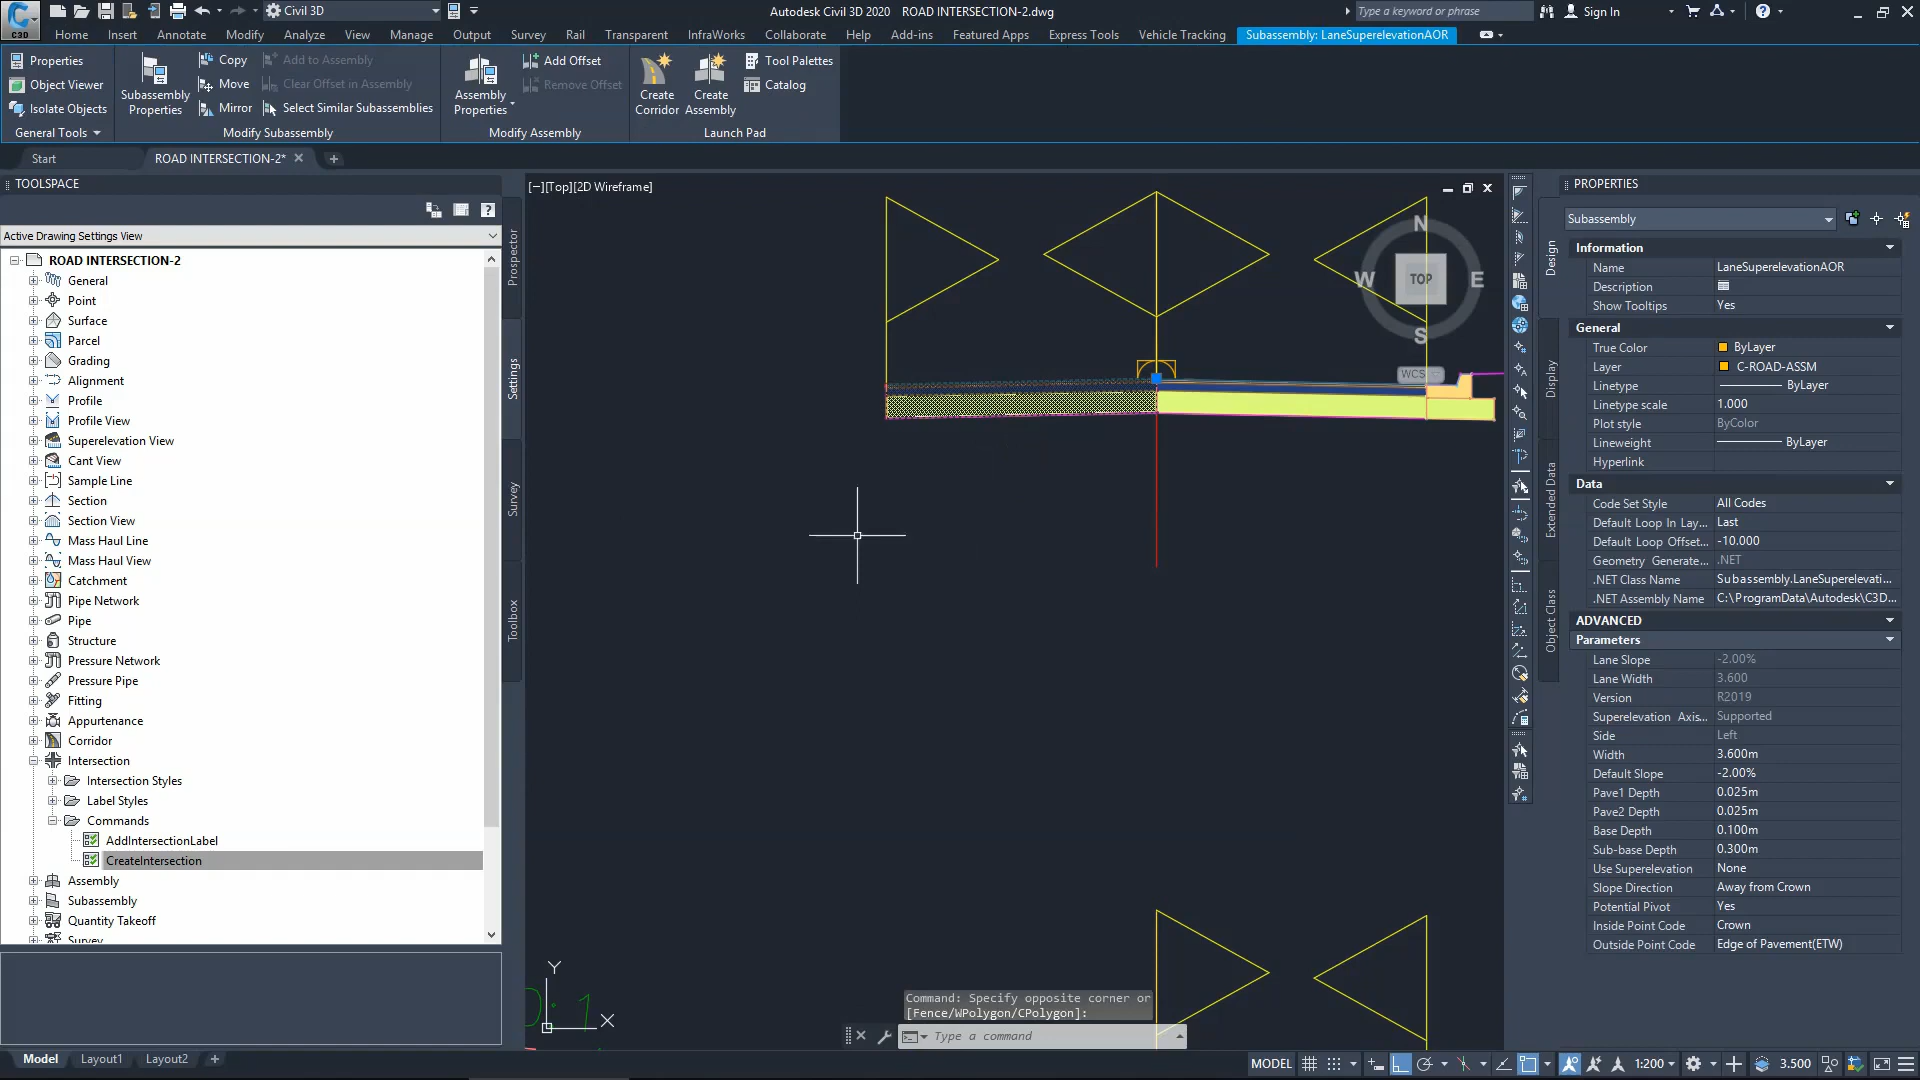 Civil 3D
Autodesk Civil 3D 2020 ROAD INTERSECTION-2.dwg
Type a keyword or phrase
Sign In
C3D
Home Insert Annotate Modify Analyze View Manage Output Survey Rail Transparent InfraWorks Collaborate Help Add-ins Featured Apps Express Tools Vehicle Tracking Subassembly: LaneSuperelevationAOR
Properties
Object Viewer
Isolate Objects
General Tools
Subassembly Properties
Copy
Move
Mirror
Add to Assembly
Clear Offset in Assembly
Select Similar Subassemblies
Modify Subassembly
Assembly Properties
Add Offset
Remove Offset
Modify Assembly
Create Corridor
Create Assembly
Tool Palettes
Catalog
Launch Pad
Start
ROAD INTERSECTION-2*
TOOLSPACE
Active Drawing Settings View
ROAD INTERSECTION-2
General
Point
Surface
Parcel
Grading
Alignment
Profile
Profile View
Superelevation View
Cant View
Sample Line
Section
Section View
Mass Haul Line
Mass Haul View
Catchment
Pipe Network
Pipe
Structure
Pressure Network
Pressure Pipe
Fitting
Appurtenance
Corridor
Intersection
Intersection Styles
Label Styles
Commands
AddIntersectionLabel
CreateIntersection
Assembly
Subassembly
Quantity Takeoff
Survey
Prospector
Settings
Survey
Toolbox
[−][Top][2D Wireframe]
N
W
TOP
E
S
WCS
Y
X
Command: Specify opposite corner or
[Fence/WPolygon/CPolygon]:
Type a command
PROPERTIES
Subassembly
Design
Display
Extended Data
Object Class
Information
Name LaneSuperelevationAOR
Description
Show Tooltips Yes
General
True Color ByLayer
Layer C-ROAD-ASSM
Linetype ByLayer
Linetype scale 1.000
Plot style ByColor
Lineweight ByLayer
Hyperlink
Data
Code Set Style All Codes
Default Loop In Lay... Last
Default Loop Offset... -10.000
Geometry Generate... .NET
.NET Class Name Subassembly.LaneSuperelevati...
.NET Assembly Name C:\ProgramData\Autodesk\C3D...
ADVANCED
Parameters
Lane Slope -2.00%
Lane Width 3.600
Version R2019
Superelevation Axis... Supported
Side Left
Width 3.600m
Default Slope -2.00%
Pave1 Depth 0.025m
Pave2 Depth 0.025m
Base Depth 0.100m
Sub-base Depth 0.300m
Use Superelevation None
Slope Direction Away from Crown
Potential Pivot Yes
Inside Point Code Crown
Outside Point Code Edge of Pavement(ETW)
Model Layout1 Layout2
MODEL
1:200
3.500